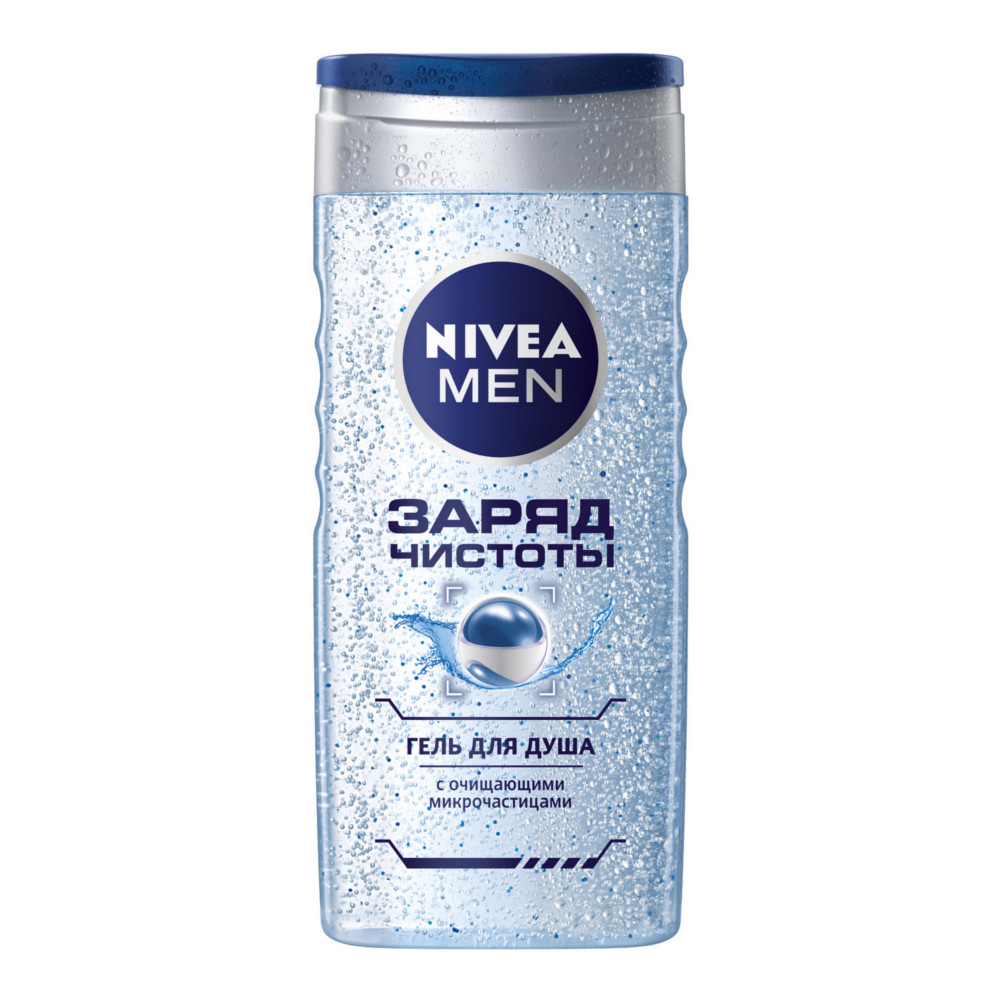 NIVEA
MEN
ЗАРЯД
ЧИСТОТЫ
ГЕЛЬ ДЛЯ ДУША
с очищающими
микрочастицами